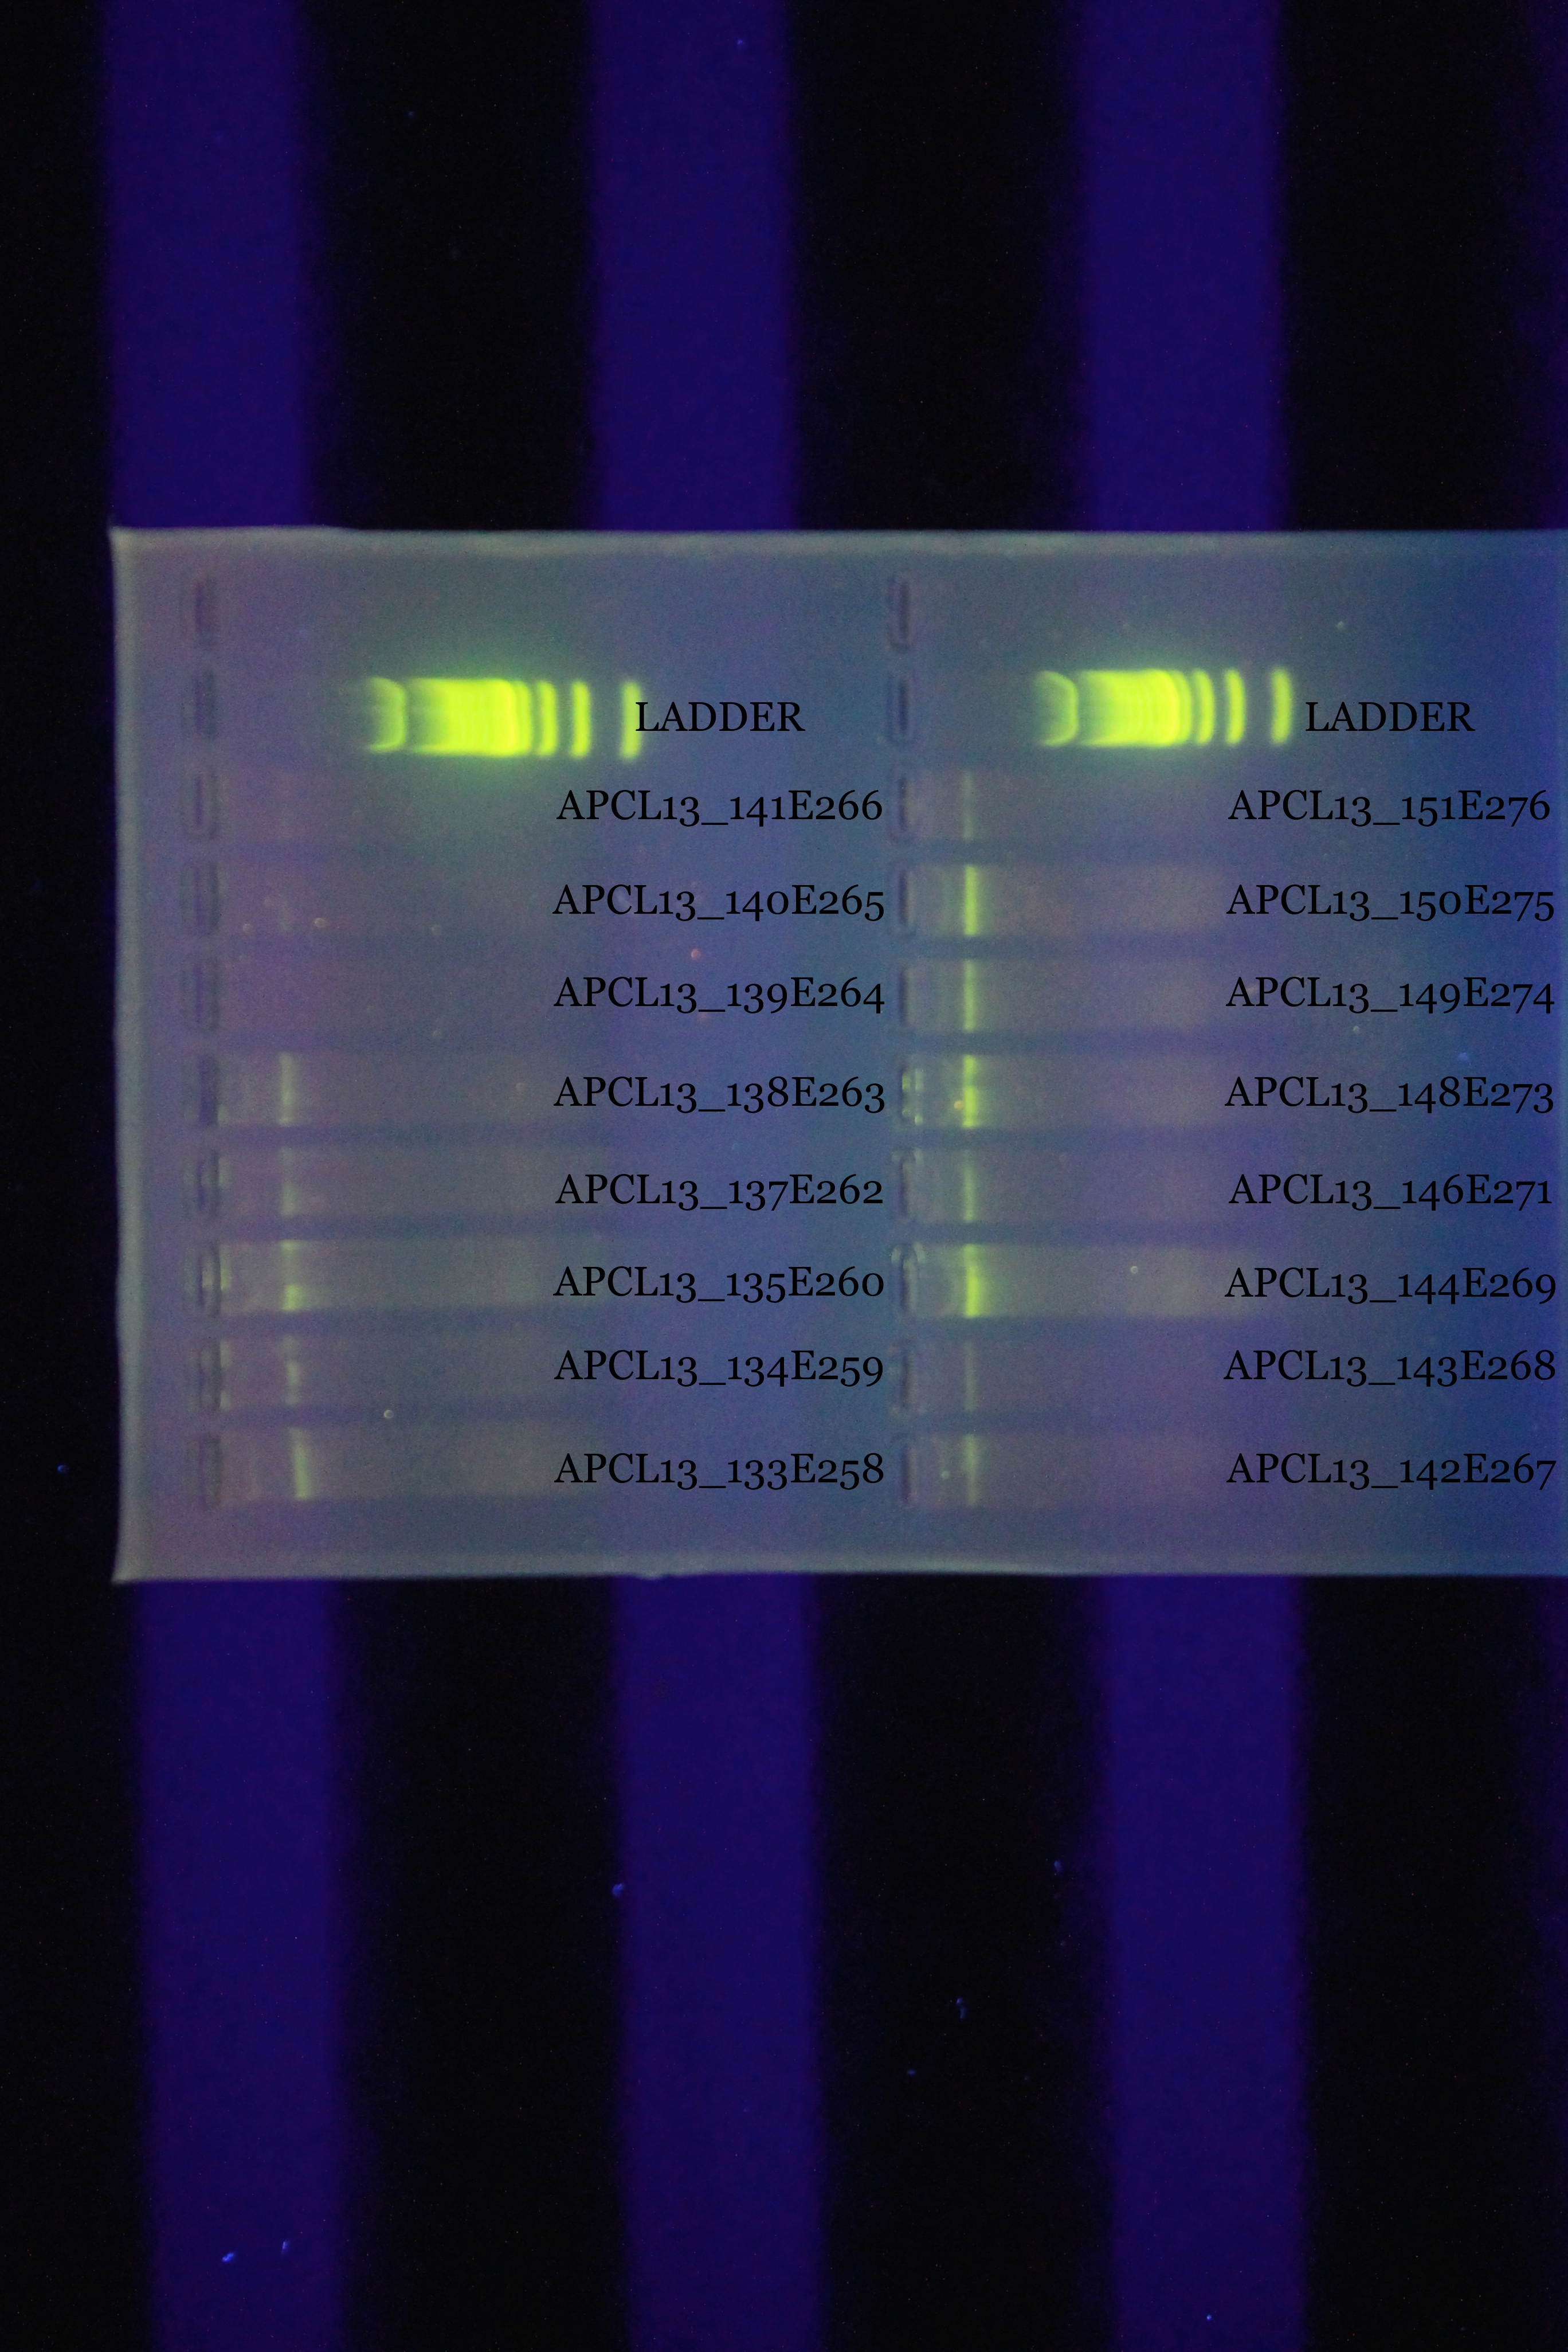 LADDER
APCL13_141E266
APCL13_140E265
APCL13_139E264
APCL13_138E263
APCL13_137E262
APCL13_135E260
APCL13_134E259
APCL13_133E258
LADDER
APCL13_151E276
APCL13_150E275
APCL13_149E274
APCL13_148E273
APCL13_146E271
APCL13_144E269
APCL13_143E268
APCL13_142E267